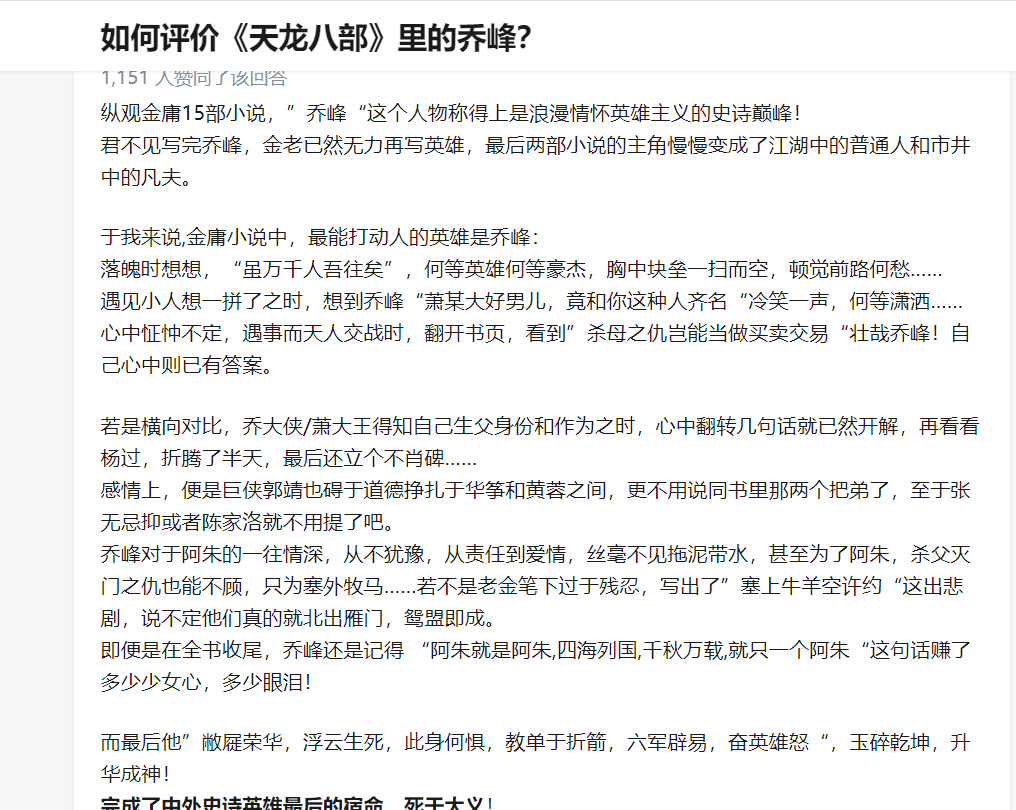 如何评价《天龙八部》里的乔峰？
1,151 人赞同了该回答
纵观金庸15部小说，”乔峰“这个人物称得上是浪漫情怀英雄主义的史诗巅峰！
君不见写完乔峰，金老已然无力再写英雄，最后两部小说的主角慢慢变成了江湖中的普通人和市井
中的凡夫。
于我来说,金庸小说中，最能打动人的英雄是乔峰：
落魄时想想，“虽万千人吾往矣”，何等英雄何等豪杰，胸中块垒一扫而空，顿觉前路何愁......
遇见小人想一拼了之时，想到乔峰“萧某大好男儿，竟和你这种人齐名“冷笑一声，何等潇洒......
心中怔忡不定，遇事而天人交战时，翻开书页，看到”杀母之仇岂能当做买卖交易“壮哉乔峰！自
己心中则已有答案。
若是横向对比，乔大侠/萧大王得知自己生父身份和作为之时，心中翻转几句话就已然开解，再看看
杨过，折腾了半天，最后还立个不肖碑......
感情上，便是巨侠郭靖也碍于道德挣扎于华筝和黄蓉之间，更不用说同书里那两个把弟了，至于张
无忌抑或者陈家洛就不用提了吧。
乔峰对于阿朱的一往情深，从不犹豫，从责任到爱情，丝毫不见拖泥带水，甚至为了阿朱，杀父灭
门之仇也能不顾，只为塞外牧马......若不是老金笔下过于残忍，写出了”塞上牛羊空许约“这出悲
剧，说不定他们真的就北出雁门，鸳盟即成。
即便是在全书收尾，乔峰还是记得 “阿朱就是阿朱,四海列国,千秋万载,就只一个阿朱“这句话赚了
多少少女心，多少眼泪！
而最后他”敝屣荣华，浮云生死，此身何惧，教单于折箭，六军辟易，奋英雄怒“，玉碎乾坤，升
华成神！
完成了中外史诗英雄最后的宿命，死于大义！